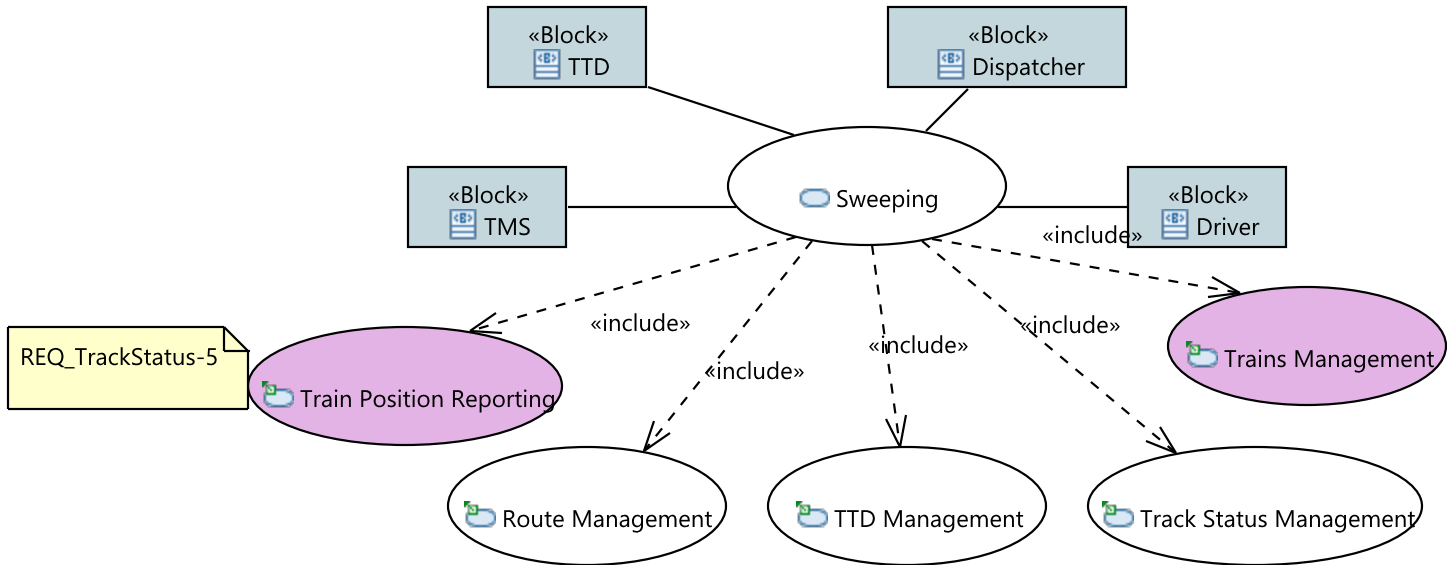 «Block»
TTD
«Block»
Dispatcher
«Block»
TMS
Sweeping
«Block»
Driver
«include»
«include»
«include»
«include»
«include»
REQ_TrackStatus-5
Train Position Reporting
Trains Management
Route Management
TTD Management
Track Status Management